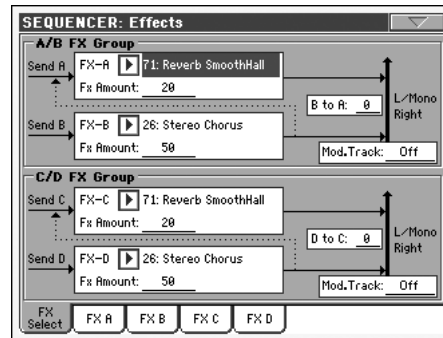 SEQUENCER: Effects
A/B FX Group
Send A FX-A 71: Reverb SmoothHall
Fx Amount: 20
B to A: 0
L/Mono
Right
Send B FX-B 26: Stereo Chorus
Fx Amount: 50
Mod.Track: Off
C/D FX Group
Send C FX-C 71: Reverb SmoothHall
Fx Amount: 20
D to C: 0
L/Mono
Right
Send D FX-D 26: Stereo Chorus
Fx Amount: 50
Mod.Track: Off
FX Select FX A FX B FX C FX D